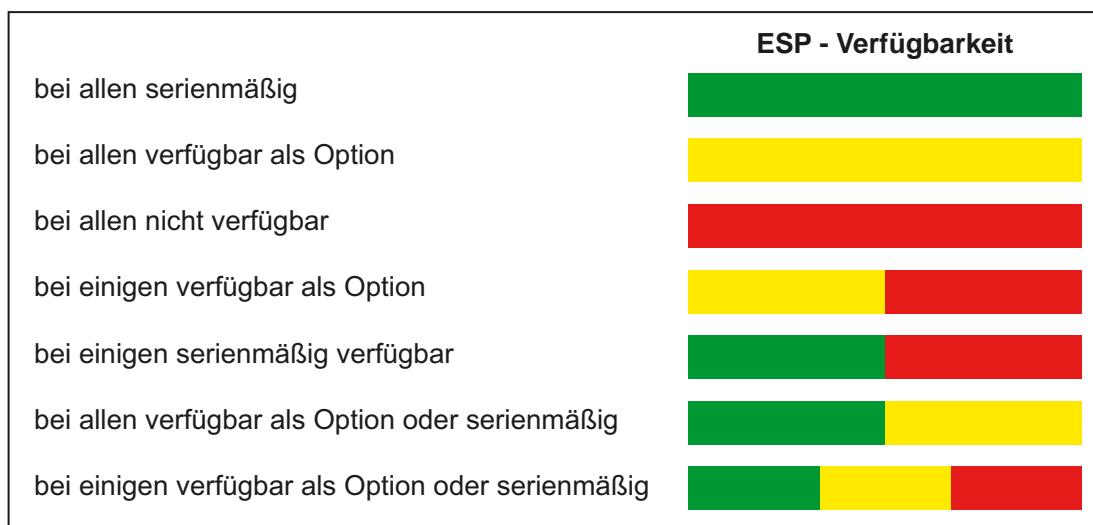 ESP - Verfügbarkeit
bei allen serienmäßig
bei allen verfügbar als Option
bei allen nicht verfügbar
bei einigen verfügbar als Option
bei einigen serienmäßig verfügbar
bei allen verfügbar als Option oder serienmäßig
bei einigen verfügbar als Option oder serienmäßig